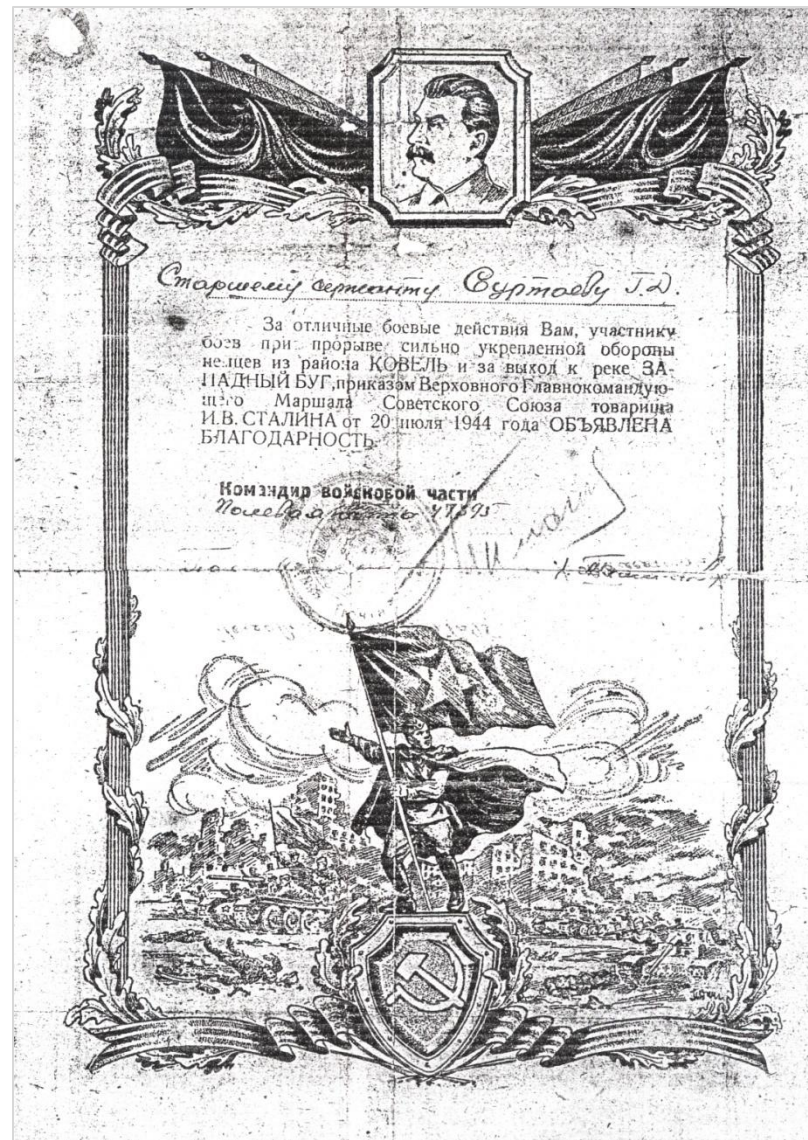 Старшему сержанту Суртаеву Г.Д.
За отличные боевые действия Вам, участнику
боев при прорыве сильно укрепленной обороны
немцев из района КОВЕЛЬ и за выход к реке ЗА-
ПАДНЫЙ БУГ, приказом Верховного Главнокомандую-
щего Маршала Советского Союза товарища
И.В. СТАЛИНА от 20 июля 1944 года ОБЪЯВЛЕНА
БЛАГОДАРНОСТЬ.
Командир войсковой части
Полевая почта